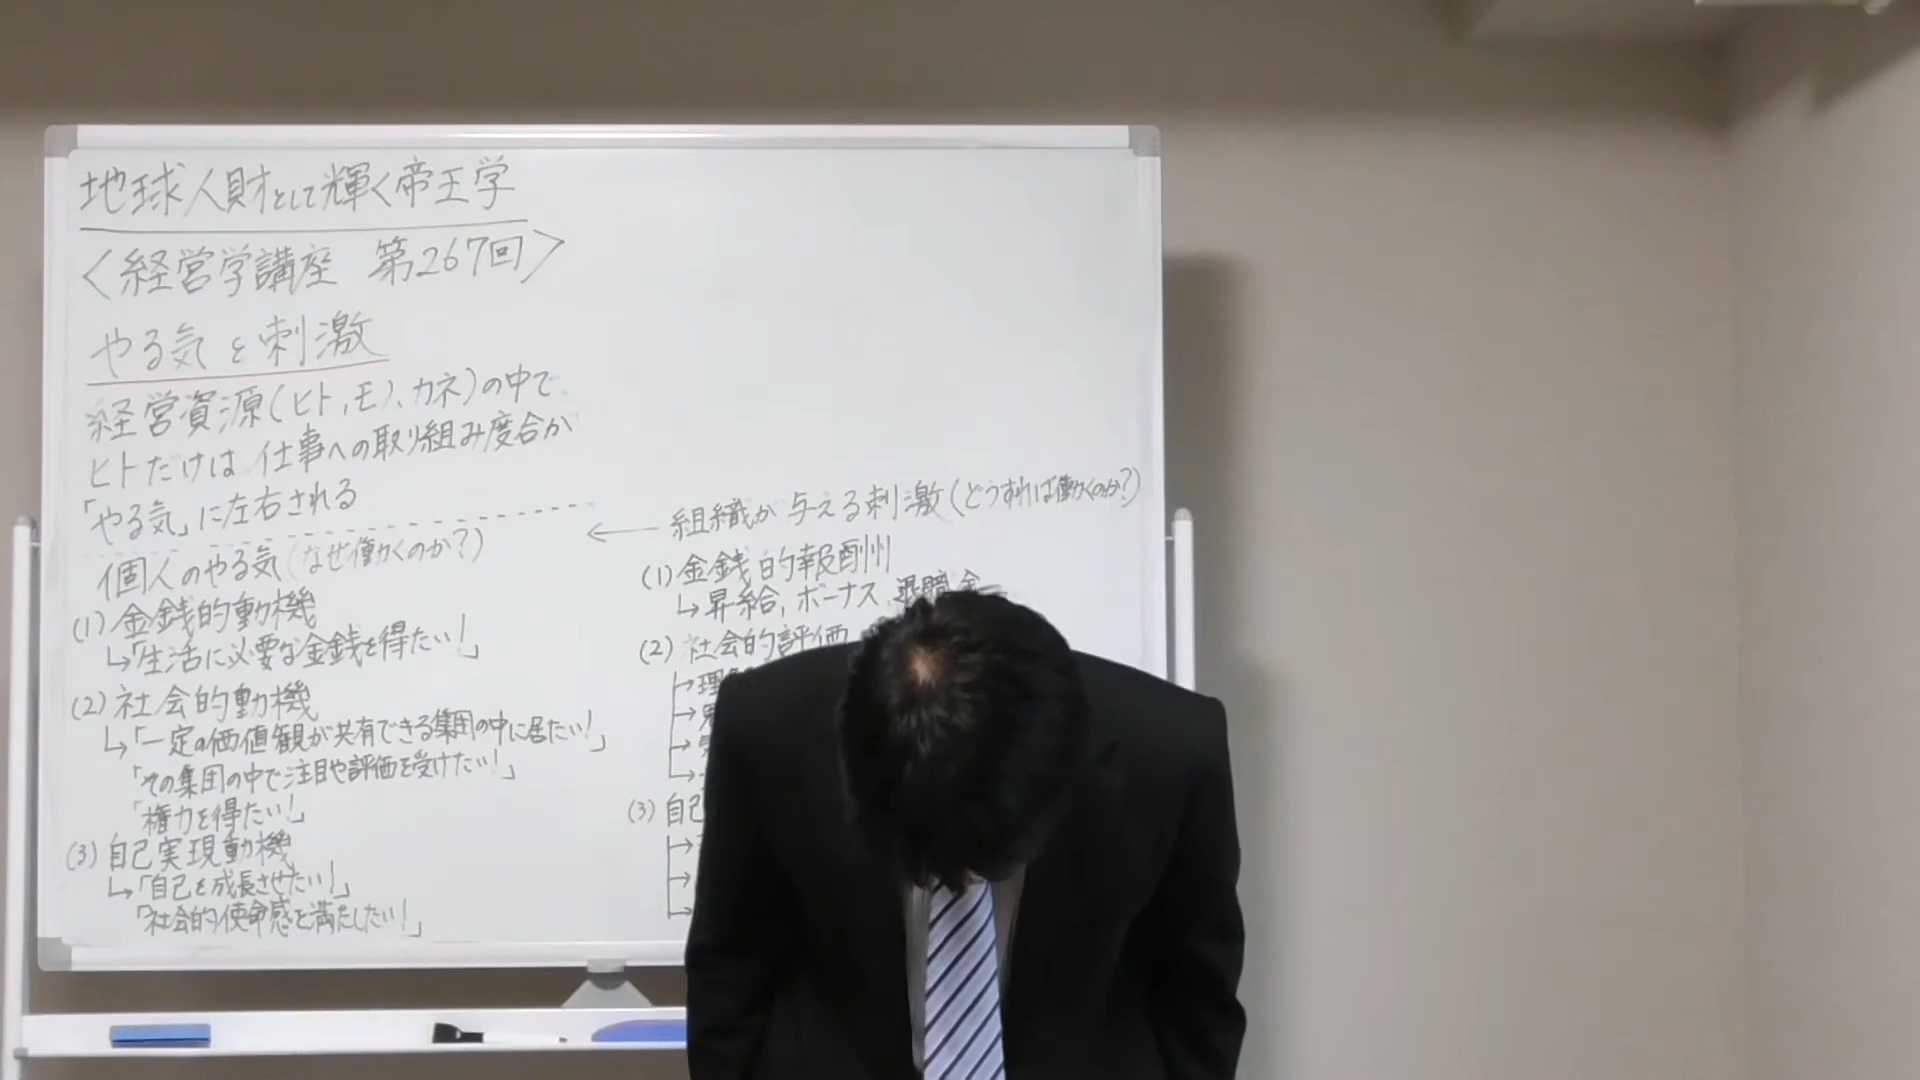 地球人財として輝く帝王学
<経営学講座 第267回>
やる気と刺激
経営資源(ヒト,モノ,カネ)の中で
ヒトだけは仕事への取り組み度合が
「やる気」に左右される
個人のやる気(なぜ働くのか?)
(1)金銭的動機
↳「生活に必要な金銭を得たい!」
(2)社会的動機
↳「一定の価値観が共有できる集団の中に居たい!」
「その集団の中で注目や評価を受けたい!」
「権力を得たい!」
(3)自己実現動機
↳「自己を成長させたい!」
「社会的使命感を満たしたい!」
← 組織が与える刺激(どうすれば働くのか?)
(1)金銭的報酬
↳昇給,ボーナス,退職金
(2)社会的評価
→理
(3)自己